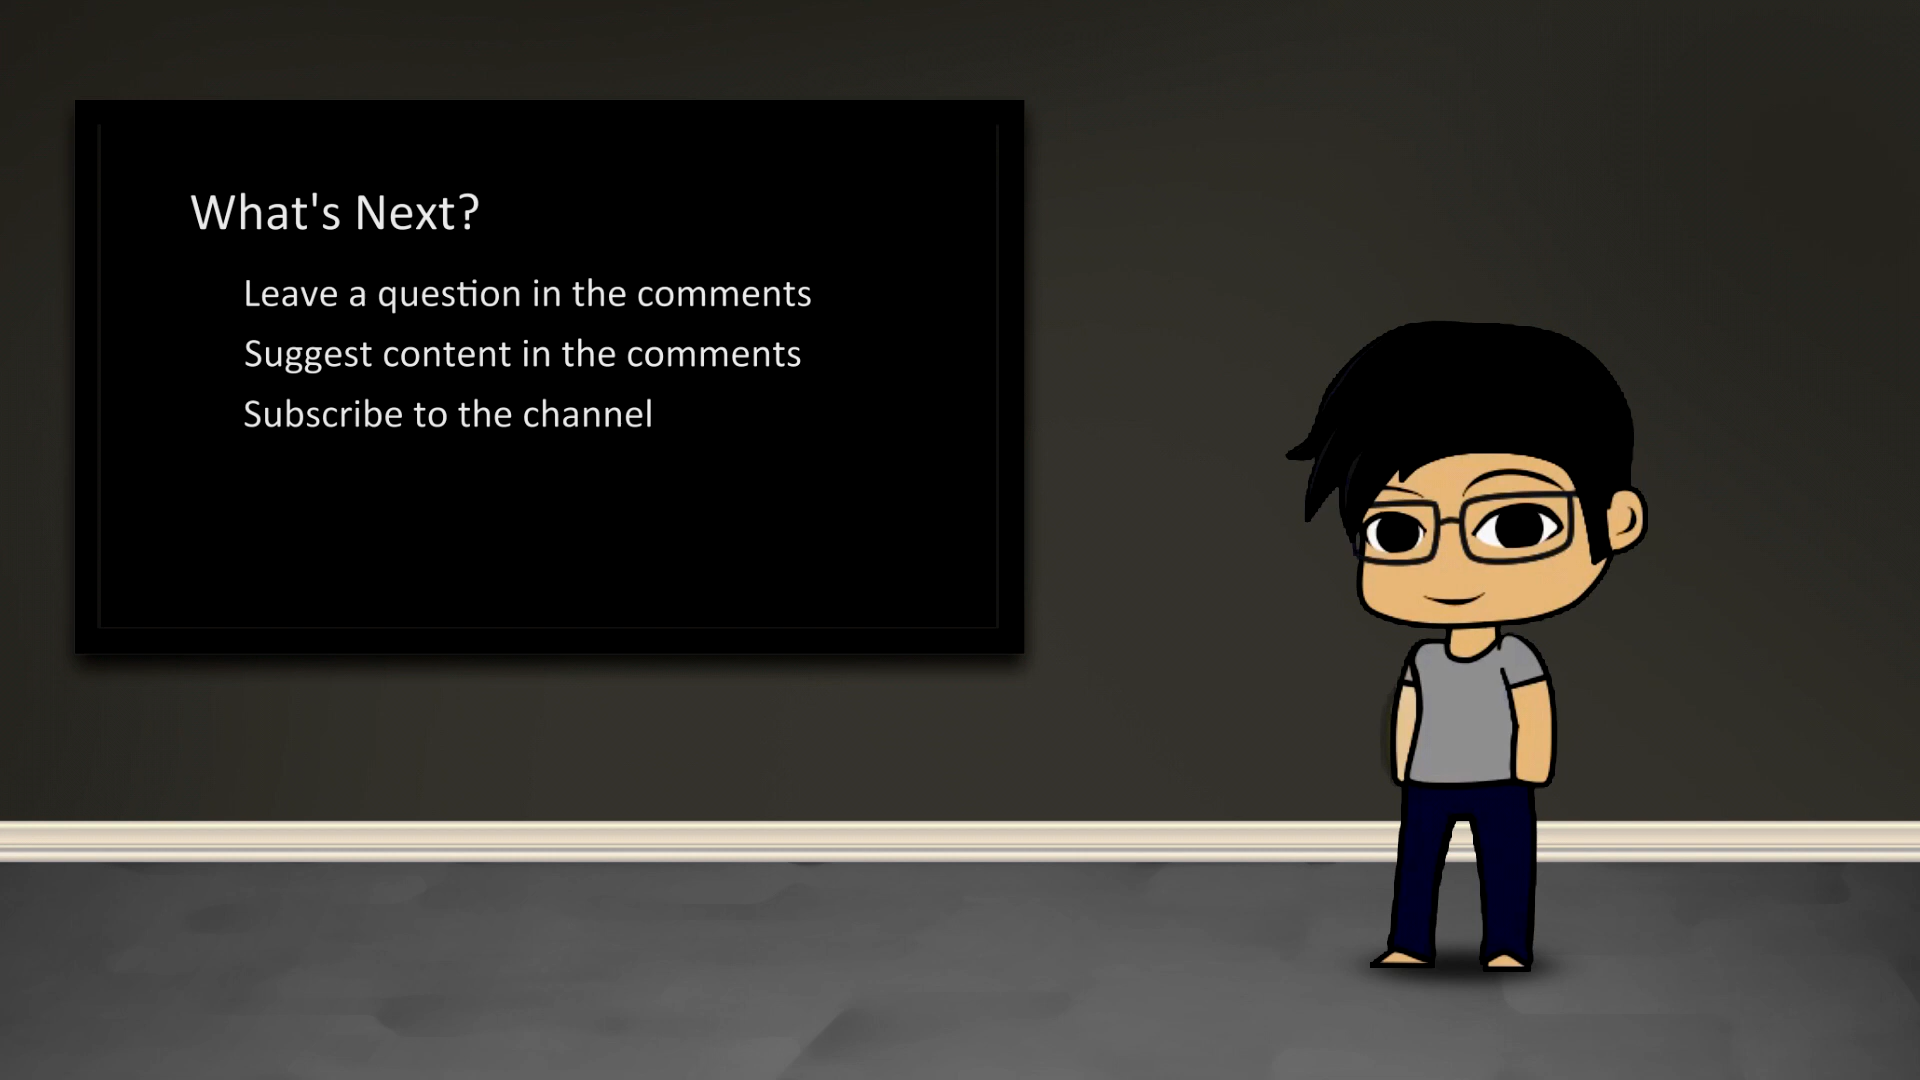 What's Next?
Leave a question in the comments
Suggest content in the comments
Subscribe to the channel